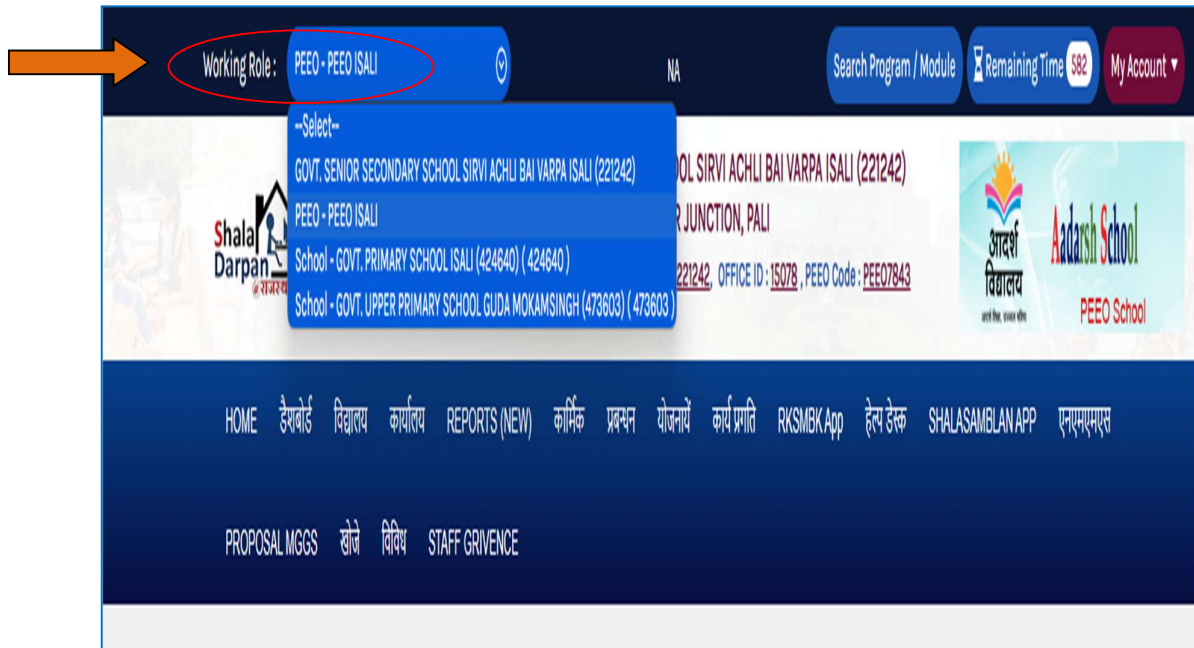 Working Role : PEEO - PEEO ISALI NA Search Program / Module Remaining Time 582 My Account
--Select--
GOVT. SENIOR SECONDARY SCHOOL SIRVI ACHLI BAI VARPA ISALI (221242)
PEEO - PEEO ISALI
School - GOVT. PRIMARY SCHOOL ISALI (424640) ( 424640 )
School - GOVT. UPPER PRIMARY SCHOOL GUDA MOKAMSINGH (473603) ( 473603 )
Shala
Darpan
OL SIRVI ACHLI BAI VARPA ISALI (221242)
R JUNCTION, PALI
221242, OFFICE ID : 15078 , PEEO Code : PEEO7843
आदर्श
विद्यालय
Aadarsh School
PEEO School
HOME डैशबोर्ड विद्यालय कार्यालय REPORTS (NEW) कार्मिक प्रबन्धन योजनायें कार्य प्रगति RKSMBK App हेल्प डेस्क SHALASAMBLAN APP एनएमएमएस
PROPOSAL MGGS खोजे विविध STAFF GRIVENCE